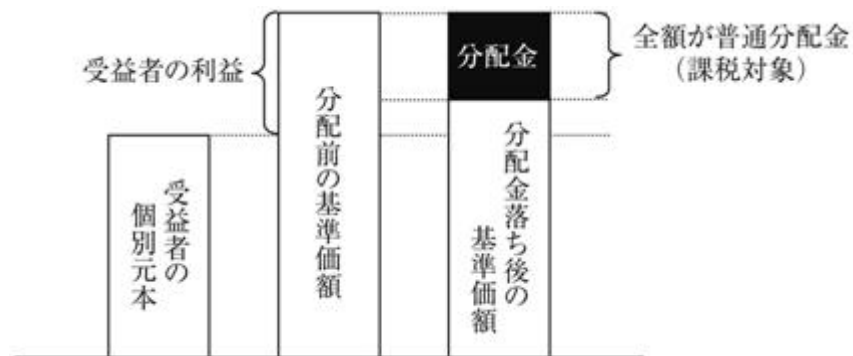 受益者の利益
分配金
全額が普通分配金
(課税対象)
受益者の
個別元本
分配前の基準価額
分配金落ち後の
基準価額